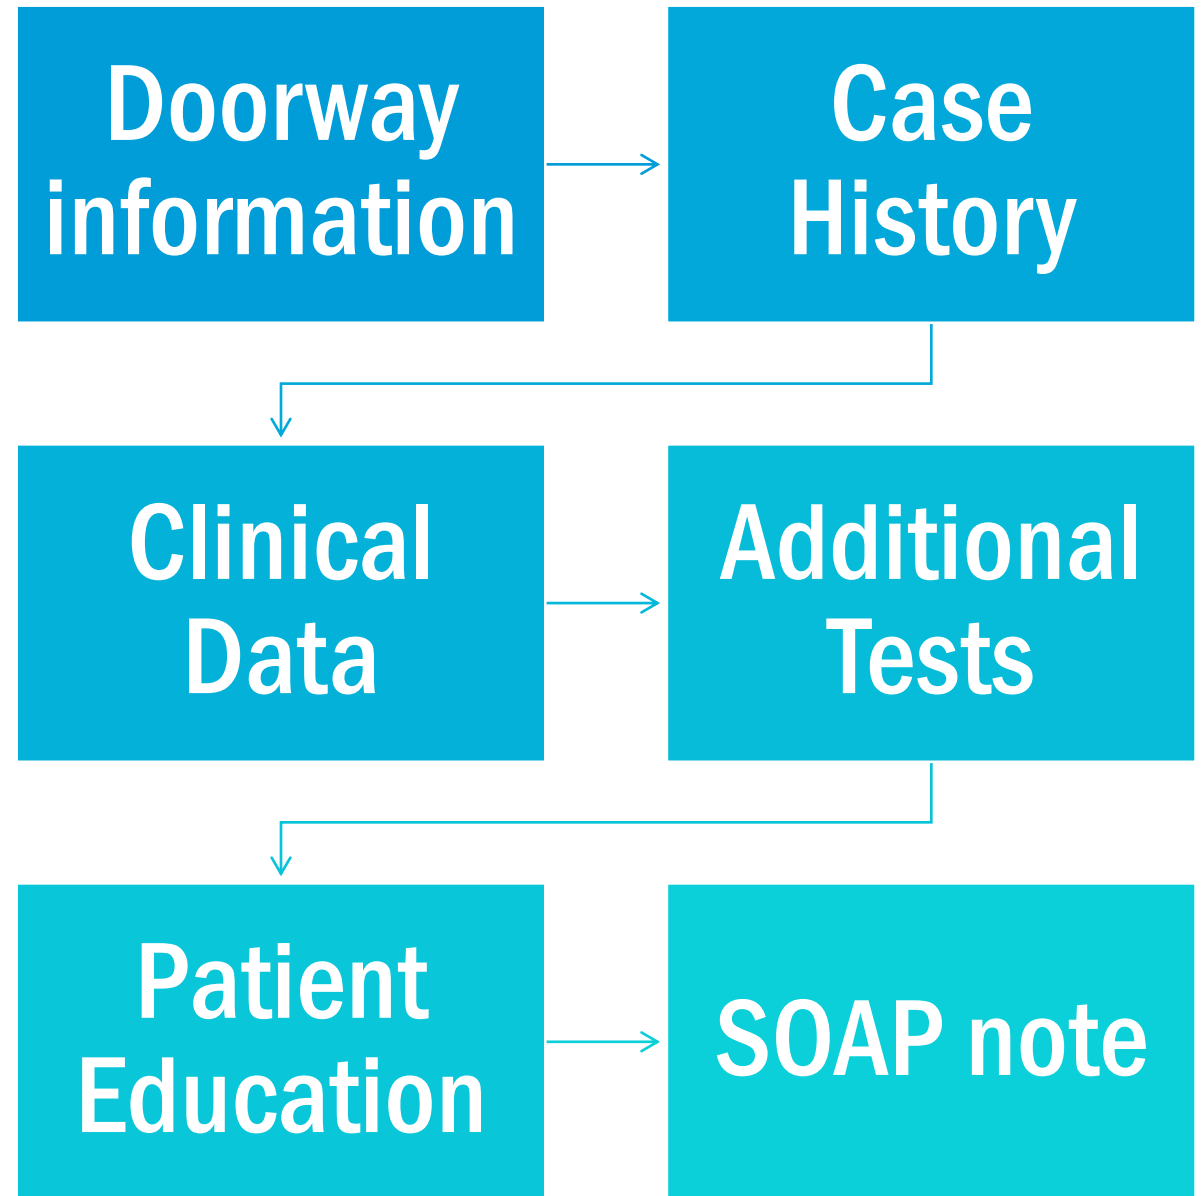 Doorway
information
Case
History
Clinical
Data
Additional
Tests
Patient
Education
SOAP note